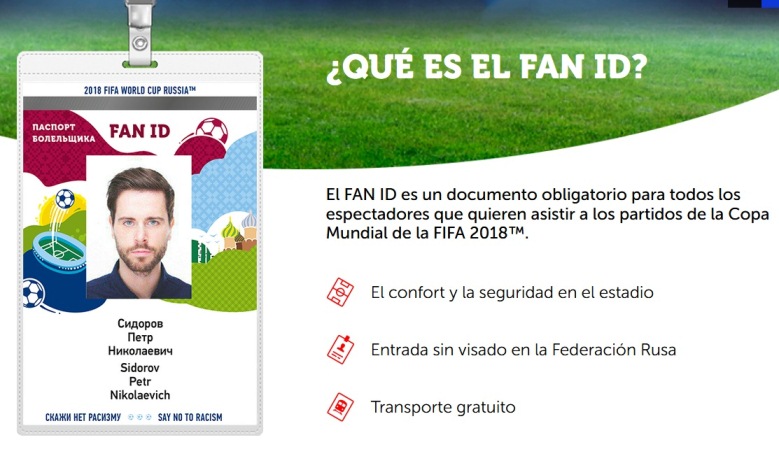 2018 FIFA WORLD CUP RUSSIA™
ПАСПОРТ
БОЛЕЛЬЩИКА
FAN ID
Сидоров
Петр
Николаевич
Sidorov
Petr
Nikolaevich
СКАЖИ НЕТ РАСИЗМУ
SAY NO TO RACISM
¿QUÉ ES EL FAN ID?
El FAN ID es un documento obligatorio para todos los
espectadores que quieren asistir a los partidos de la Copa
Mundial de la FIFA 2018™.
El confort y la seguridad en el estadio
Entrada sin visado en la Federación Rusa
Transporte gratuito